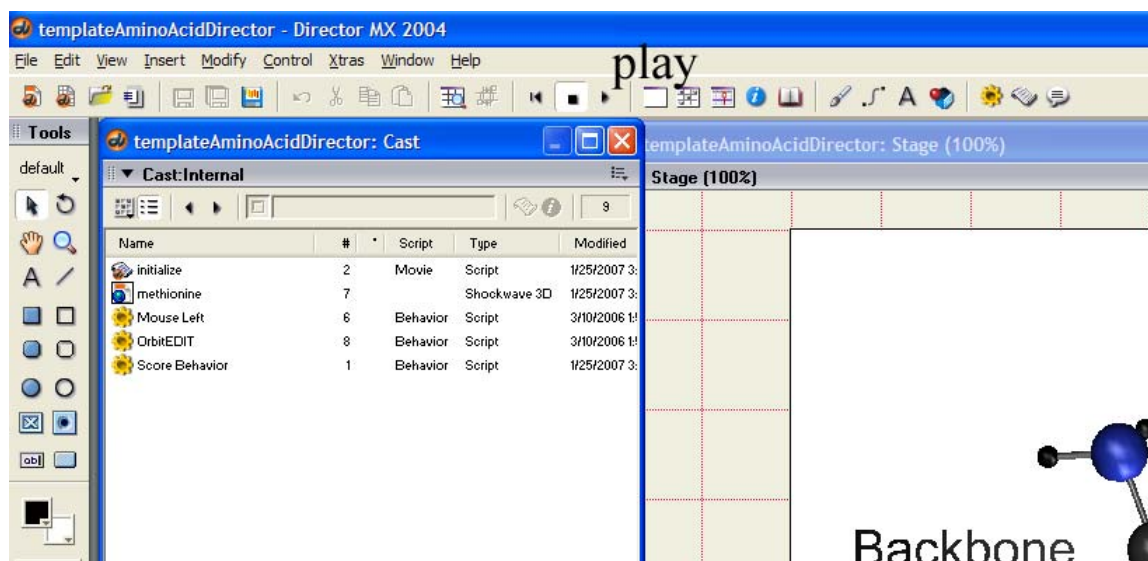 templateAminoAcidDirector - Director MX 2004
File Edit View Insert Modify Control Xtras Window Help
play
Tools
default
templateAminoAcidDirector: Cast
Cast:Internal
9
Name # Script Type Modified
initialize 2 Movie Script 1/25/2007 3:
methionine 7 Shockwave 3D 1/25/2007 3:
Mouse Left 6 Behavior Script 3/10/2006 1:
OrbitEDIT 8 Behavior Script 3/10/2006 1:
Score Behavior 1 Behavior Script 1/25/2007 3:
templateAminoAcidDirector: Stage (100%)
Stage (100%)
A
A
ab
Backbone